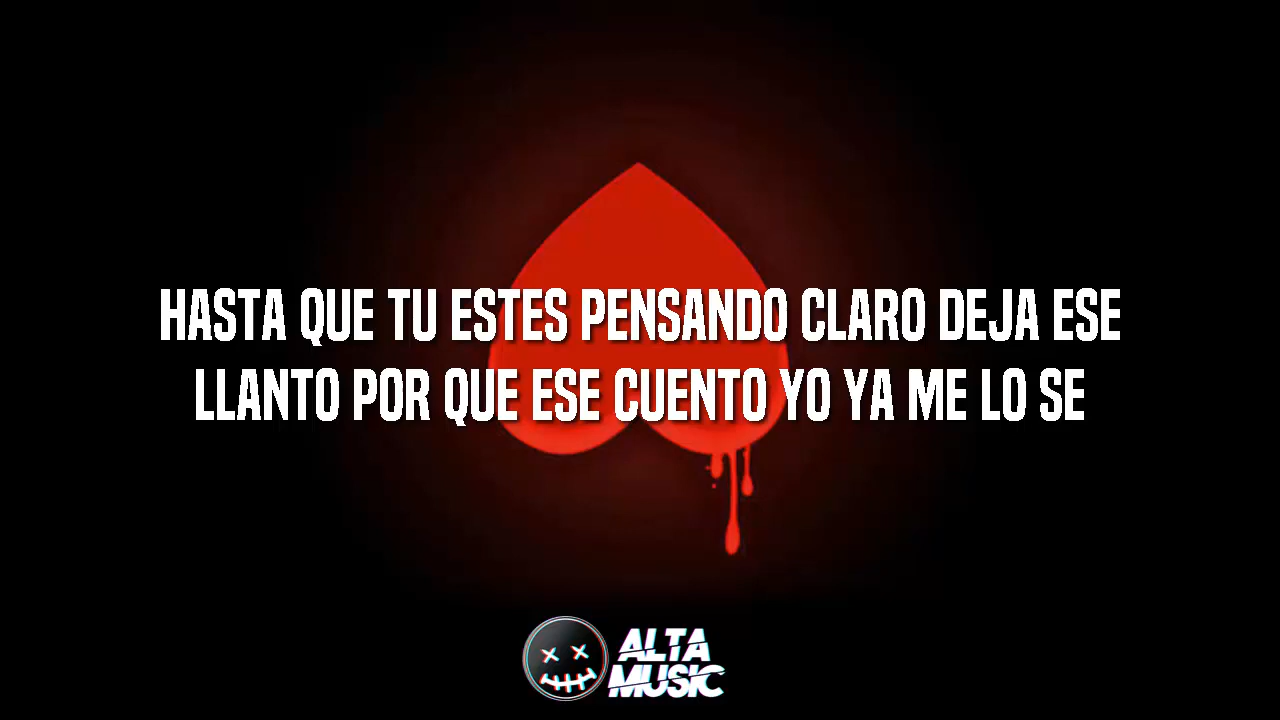 HASTA QUE TU ESTES PENSANDO CLARO DEJA ESE
LLANTO POR QUE ESE CUENTO YO YA ME LO SE
ALTA
MUSIC